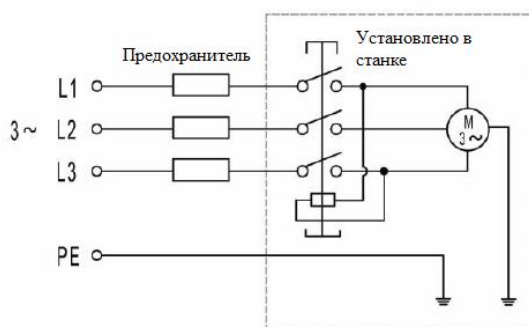 Предохранитель
Установлено в
станке
L1
3~ L2
L3
M
3~
PE